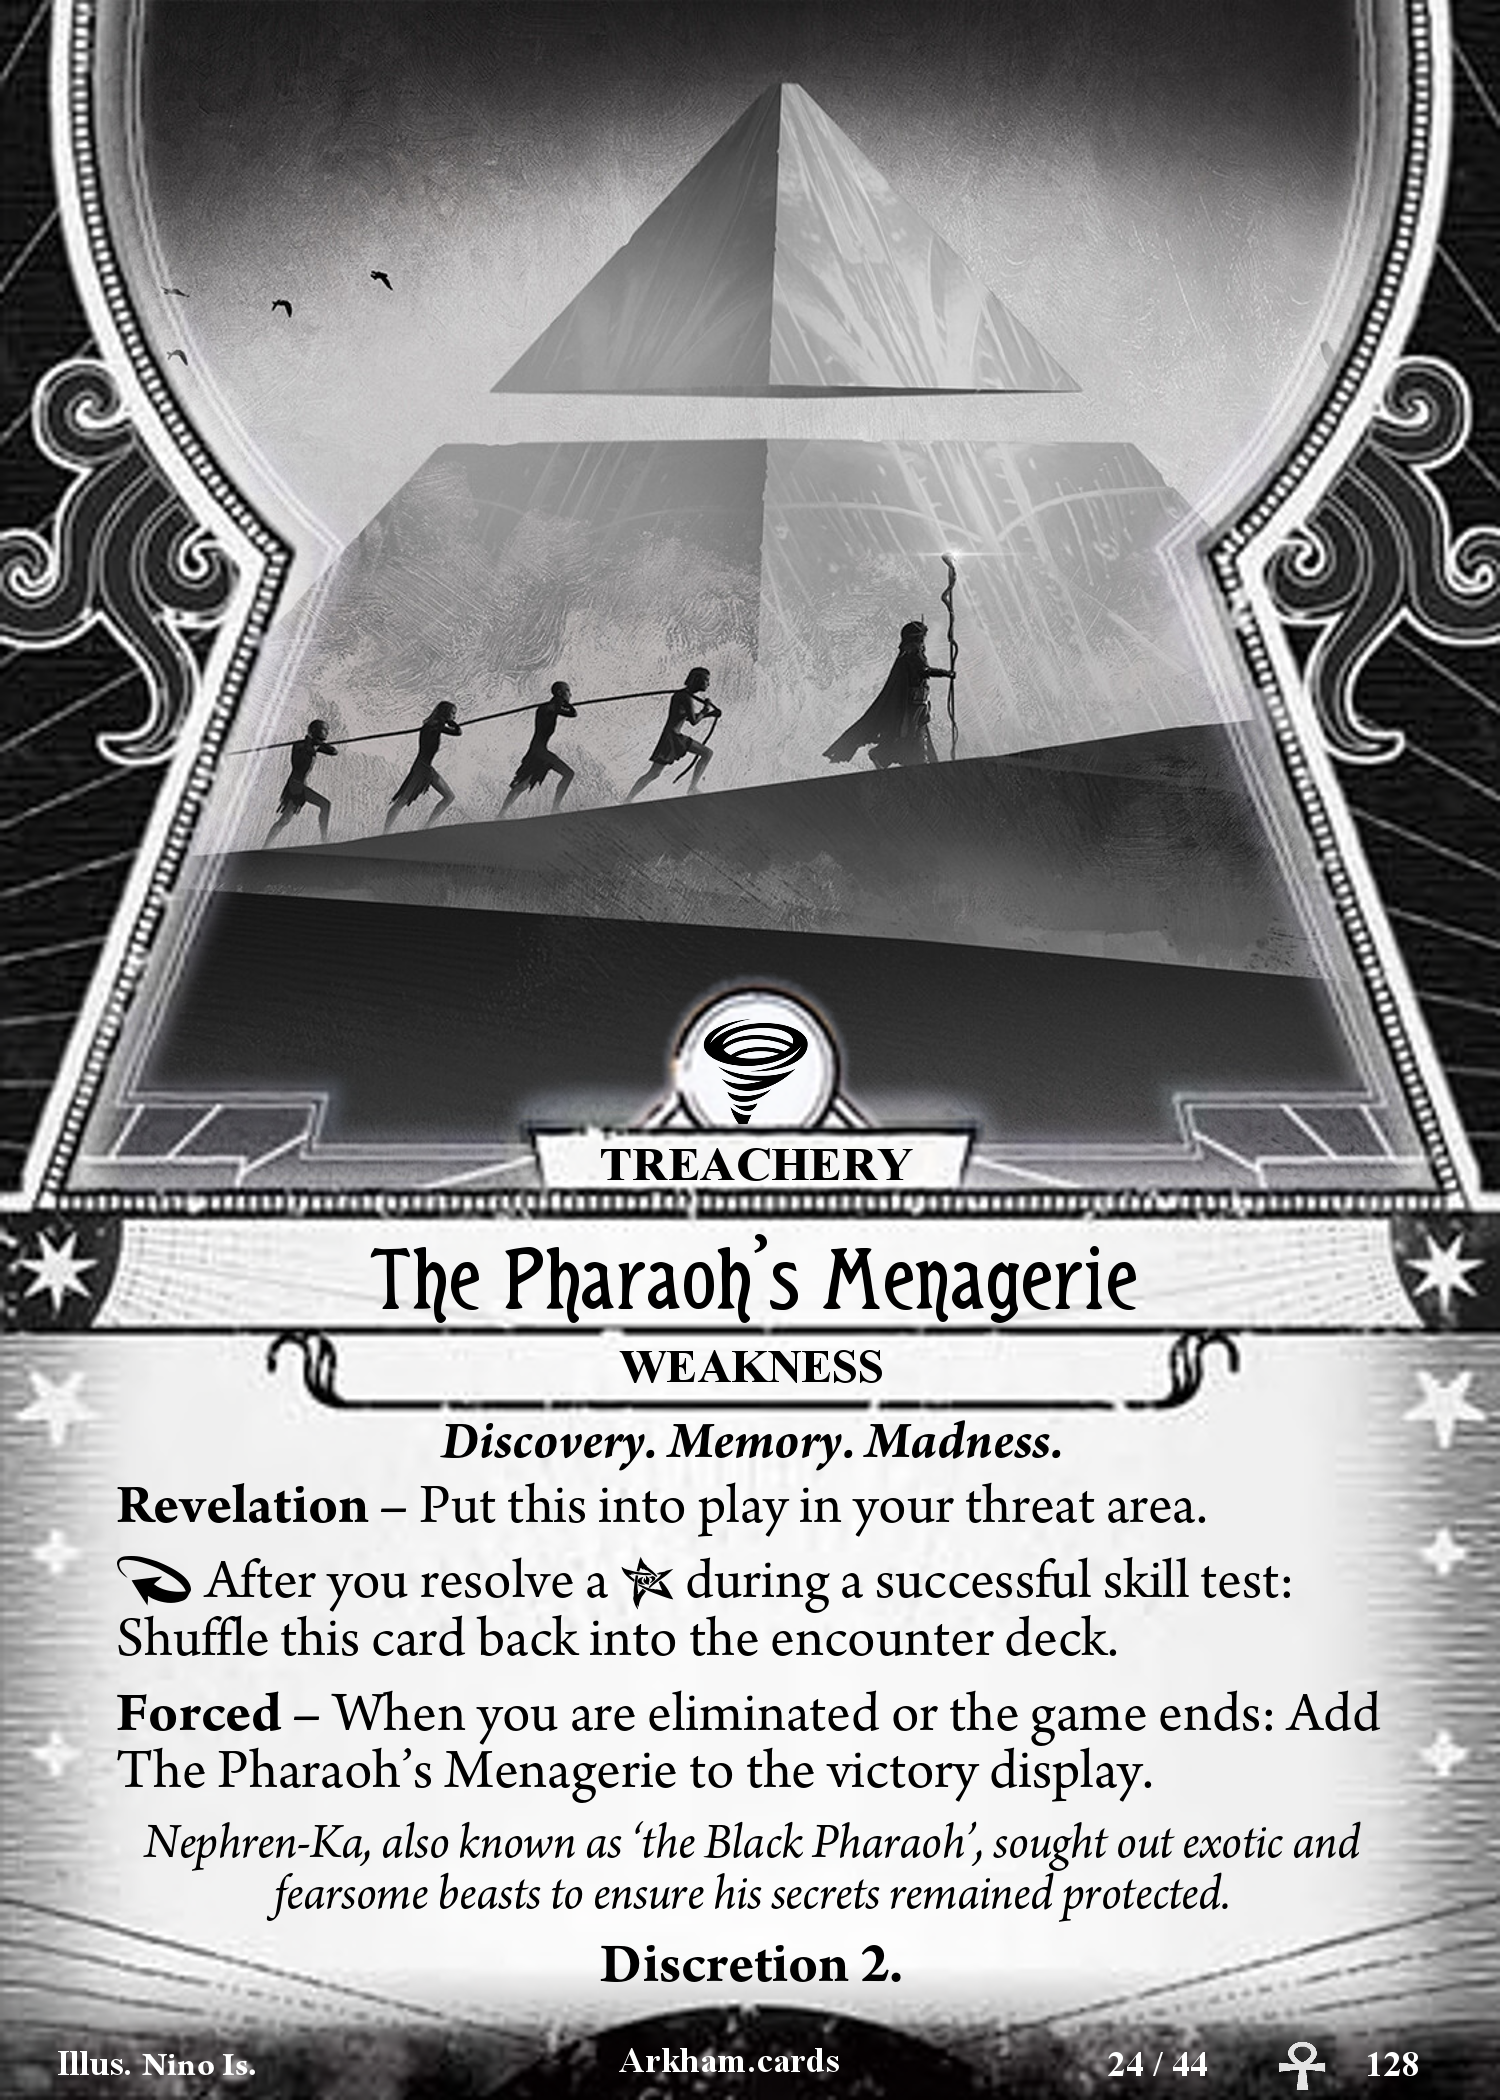 TREACHERY
The Pharaoh's Menagerie
WEAKNESS
Discovery. Memory. Madness.
Revelation – Put this into play in your threat area.
After you resolve a during a successful skill test:
Shuffle this card back into the encounter deck.
Forced – When you are eliminated or the game ends: Add
The Pharaoh's Menagerie to the victory display.
Nephren-Ka, also known as ‘the Black Pharaoh’, sought out exotic and
fearsome beasts to ensure his secrets remained protected.
Discretion 2.
Illus. Nino Is. Arkham.cards 24 / 44 128